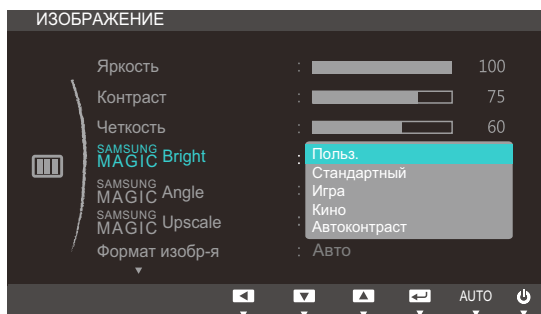 ИЗОБРАЖЕНИЕ
Яркость : 100
Контраст : 75
Четкость : 60
SAMSUNG MAGIC Bright :
Польз.
Стандартный
Игра
Кино
Автоконтраст
SAMSUNG MAGIC Angle :
SAMSUNG MAGIC Upscale :
Формат изобр-я : Авто
AUTO